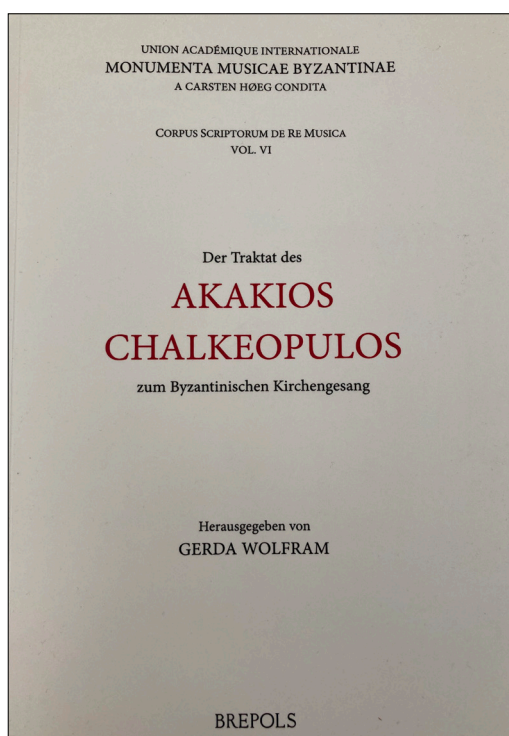 UNION ACADÉMIQUE INTERNATIONALE
MONUMENTA MUSICAE BYZANTINAE
A CARSTEN HØEG CONDITA
CORPUS SCRIPTORUM DE RE MUSICA
VOL. VI
Der Traktat des
AKAKIOS
CHALKEOPULOS
zum Byzantinischen Kirchengesang
Herausgegeben von
GERDA WOLFRAM
BREPOLS